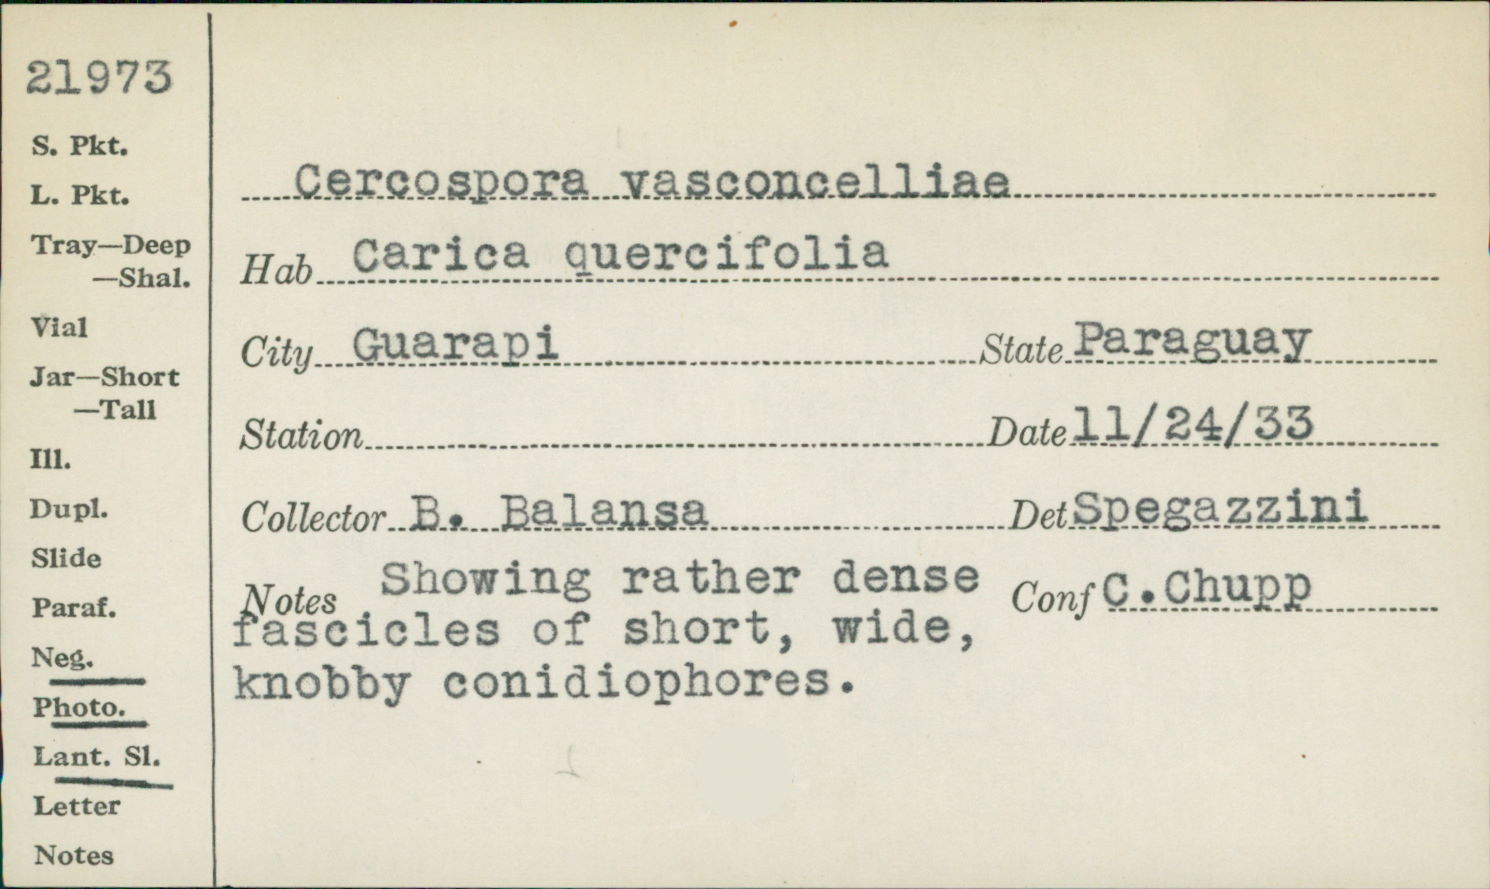 21973
S. Pkt.
L. Pkt.
Tray—Deep
—Shal.
Vial
Jar—Short
—Tall
Ill.
Dupl.
Slide
Paraf.
Neg.
Photo.
Lant. Sl.
Letter
Notes
Cercospora vasconcelliae
Hab Carica quercifolia
City Guarapi State Paraguay
Station Date 11/24/33
Collector B. Balansa Det Spegazzini
Notes Showing rather dense Conf C.Chupp
fascicles of short, wide,
knobby conidiophores.